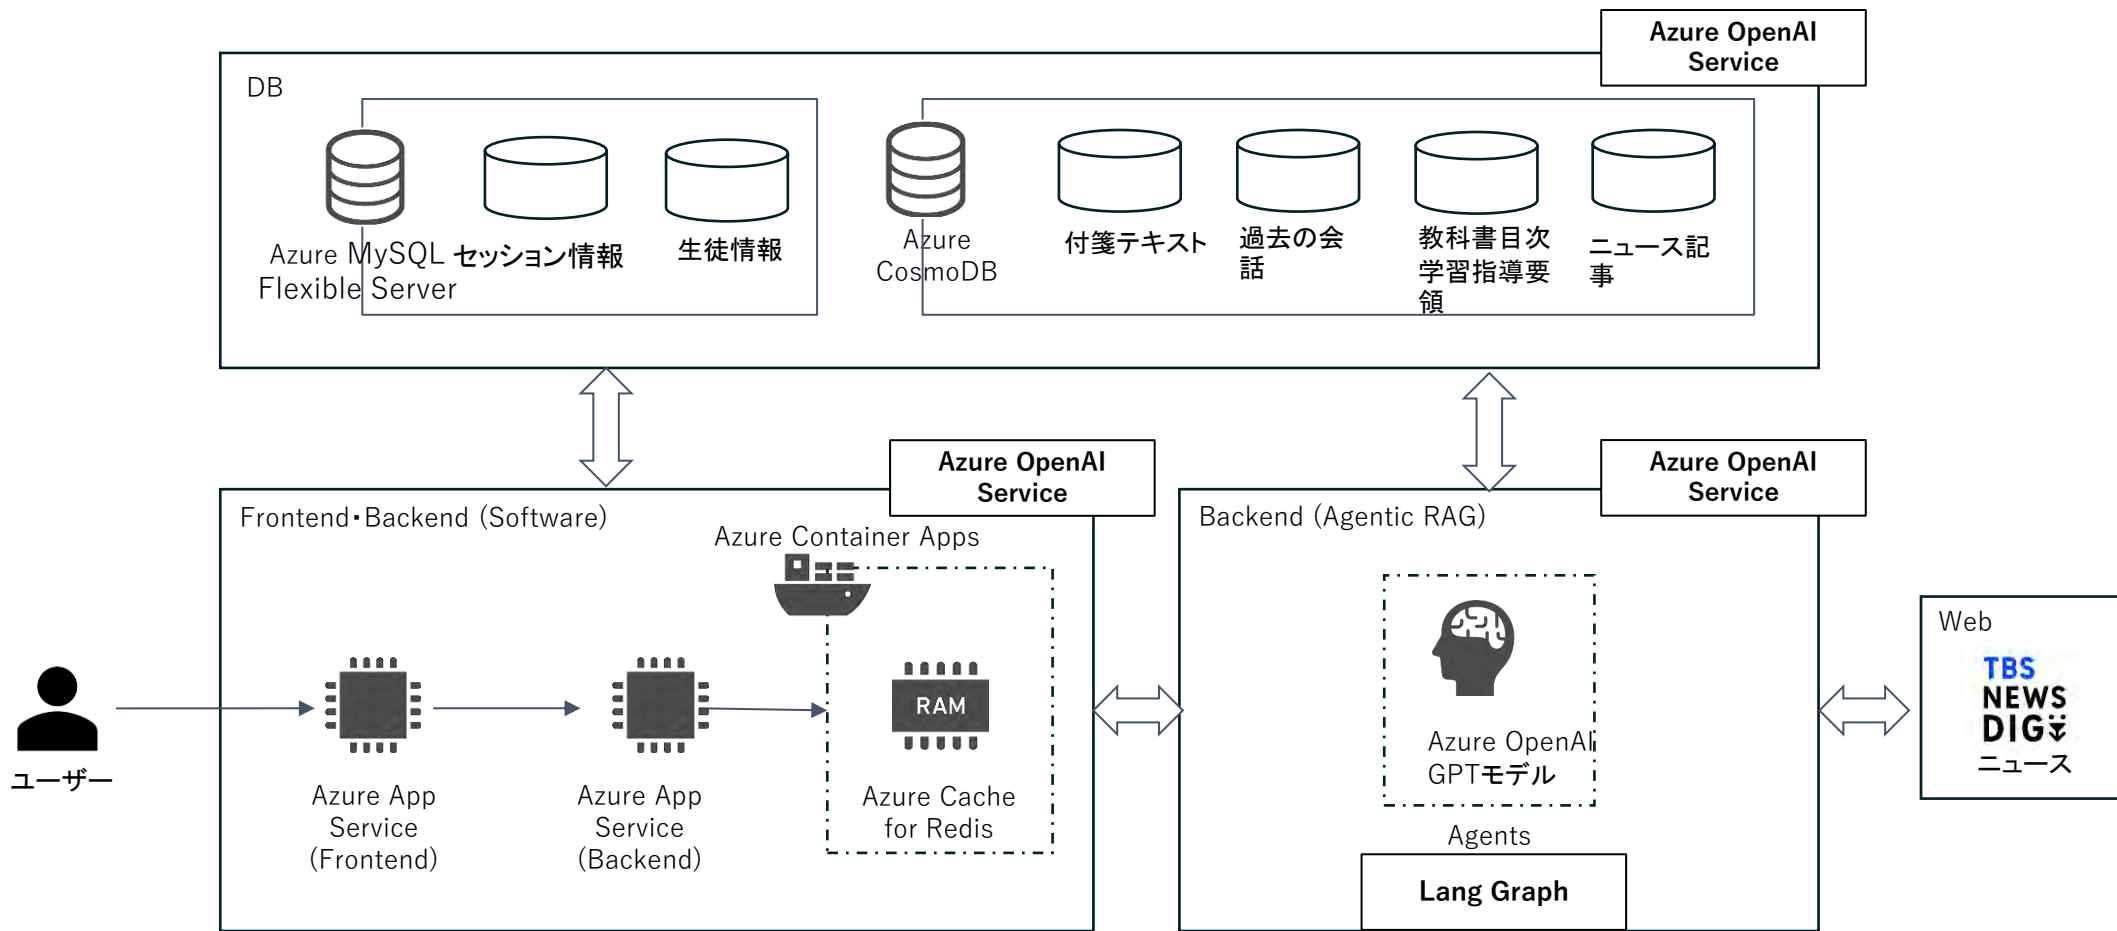 Azure OpenAI
Service
DB
Azure MySQL
Flexible Server
セッション情報
生徒情報
Azure
CosmoDB
付箋テキスト
過去の会
話
教科書目次
学習指導要
領
ニュース記
事
Azure OpenAI
Service
Frontend・Backend (Software)
Azure Container Apps
ユーザー
Azure App
Service
(Frontend)
Azure App
Service
(Backend)
RAM
Azure Cache
for Redis
Azure OpenAI
Service
Backend (Agentic RAG)
Azure OpenAI
GPTモデル
Agents
Lang Graph
Web
TBS
NEWS
DIG
ニュース